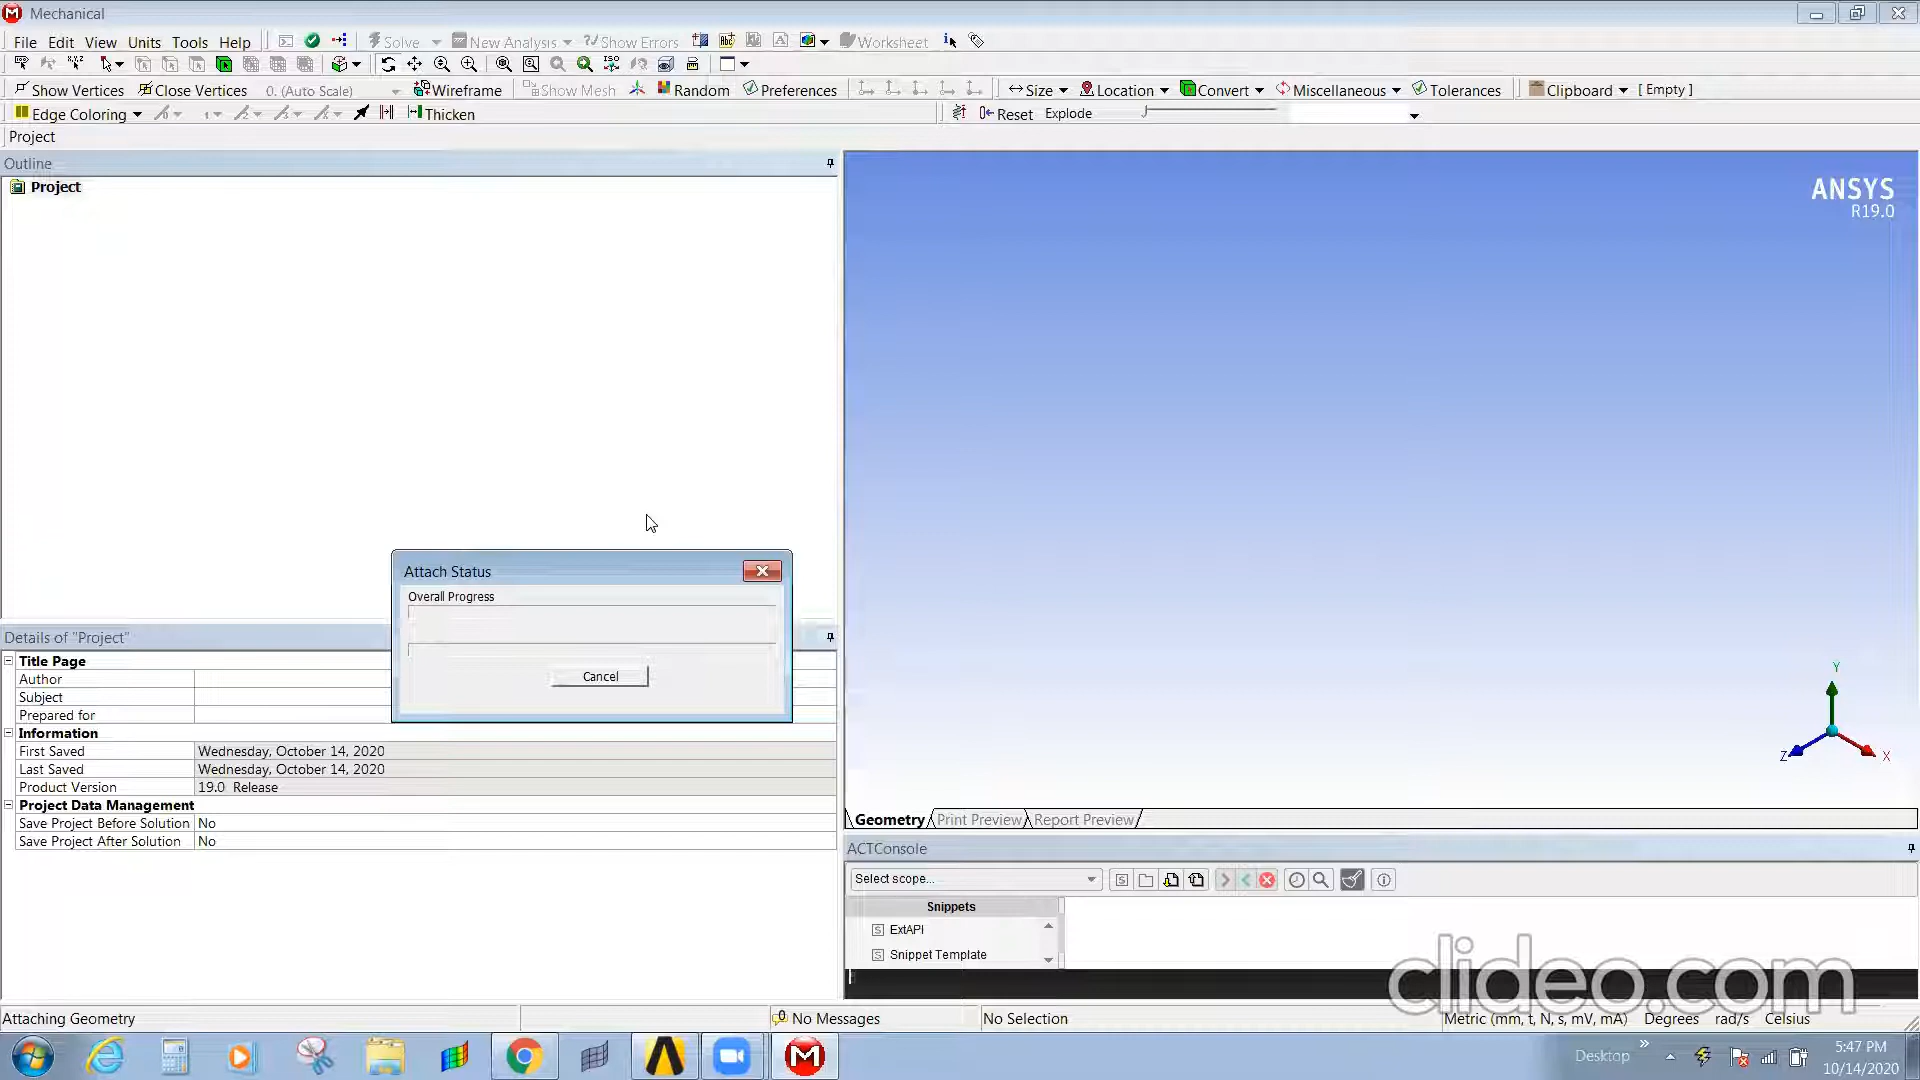 Mechanical
File Edit View Units Tools Help Solve New Analysis Show Errors Worksheet
ISO
Show Vertices Close Vertices 0. (Auto Scale) Wireframe Show Mesh Random Preferences Size Location Convert Miscellaneous Tolerances Clipboard [ Empty ]
Edge Coloring Thicken Reset Explode
Project
Outline
Project
ANSYS
R19.0
Attach Status
Overall Progress
Cancel
Details of "Project"
Title Page
Author
Subject
Prepared for
Information
First Saved Wednesday, October 14, 2020
Last Saved Wednesday, October 14, 2020
Product Version 19.0 Release
Project Data Management
Save Project Before Solution No
Save Project After Solution No
Y
Z X
Geometry Print Preview Report Preview
ACTConsole
Select scope...
Snippets
ExtAPI
Snippet Template
clideo.com
Attaching Geometry No Messages No Selection Metric (mm, t, N, s, mV, mA) Degrees rad/s Celsius
Desktop 5:47 PM
10/14/2020